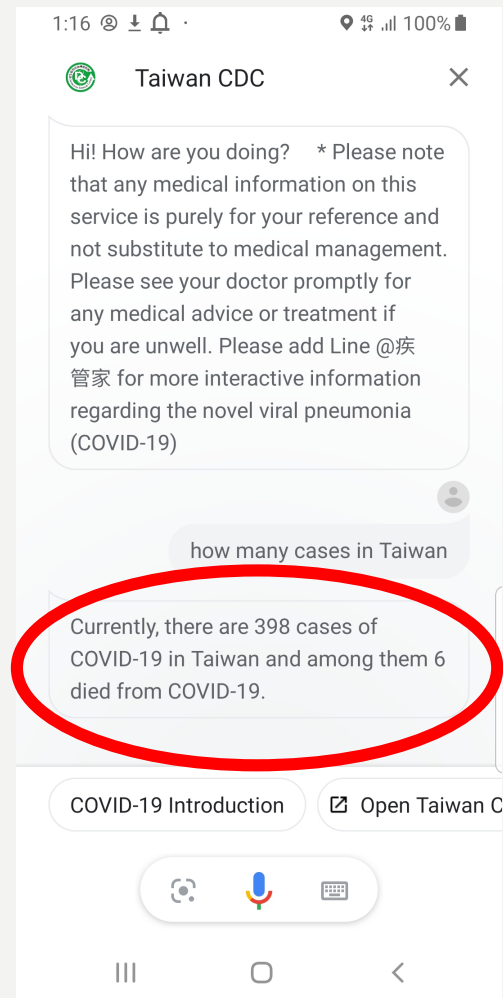 1:16
4G
100%
Taiwan CDC
Hi! How are you doing? * Please note
that any medical information on this
service is purely for your reference and
not substitute to medical management.
Please see your doctor promptly for
any medical advice or treatment if
you are unwell. Please add Line @疾
管家 for more interactive information
regarding the novel viral pneumonia
(COVID-19)
how many cases in Taiwan
Currently, there are 398 cases of
COVID-19 in Taiwan and among them 6
died from COVID-19.
COVID-19 Introduction
Open Taiwan C